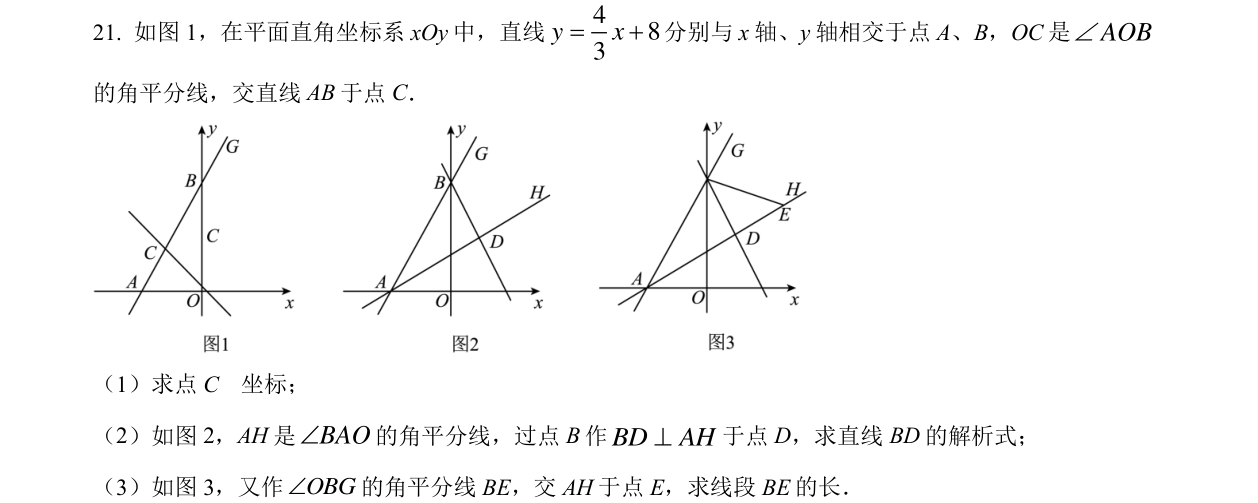 21. 如图 1，在平面直角坐标系 xOy 中，直线 y = 4/3 x + 8 分别与 x 轴、y 轴相交于点 A、B，OC 是∠AOB
的角平分线，交直线 AB 于点 C．
y G B C C A O x
y G B H D A O x
y G H E D A O x
图1 图2 图3
（1）求点 C 坐标；
（2）如图 2，AH 是∠BAO 的角平分线，过点 B 作 BD ⊥ AH 于点 D，求直线 BD 的解析式；
（3）如图 3，又作∠OBG 的角平分线 BE，交 AH 于点 E，求线段 BE 的长．